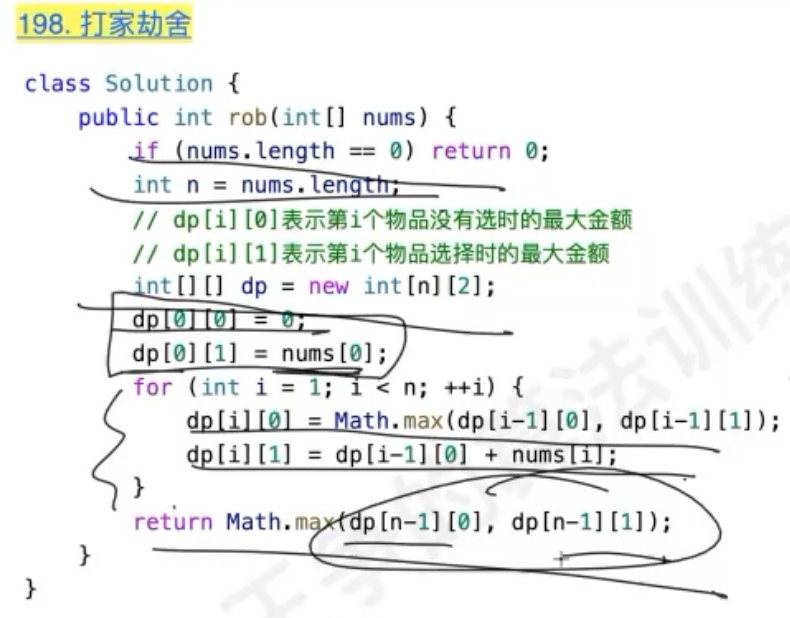 198. 打家劫舍
class Solution {
    public int rob(int[] nums) {
        if (nums.length == 0) return 0;
        int n = nums.length;
        // dp[i][0]表示第i个物品没有选时的最大金额
        // dp[i][1]表示第i个物品选择时的最大金额
        int[][] dp = new int[n][2];
        dp[0][0] = 0;
        dp[0][1] = nums[0];
        for (int i = 1; i < n; ++i) {
            dp[i][0] = Math.max(dp[i-1][0], dp[i-1][1]);
            dp[i][1] = dp[i-1][0] + nums[i];
        }
        return Math.max(dp[n-1][0], dp[n-1][1]);
    }
}